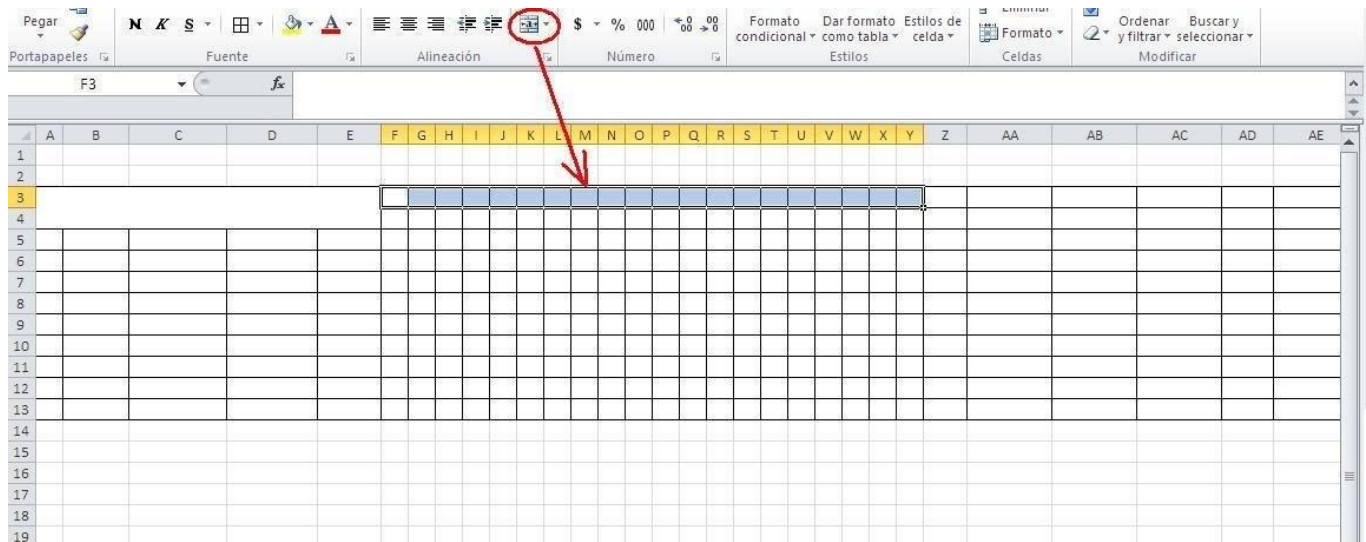 Pegar
N K S
A
$ % 000
Formato condicional
Dar formato como tabla
Estilos de celda
Formato
Ordenar y filtrar
Buscar y seleccionar
Portapapeles Fuente Alineación Número Estilos Celdas Modificar
F3 fx
A B C D E F G H I J K L M N O P Q R S T U V W X Y Z AA AB AC AD AE
1
2
3
4
5
6
7
8
9
10
11
12
13
14
15
16
17
18
19